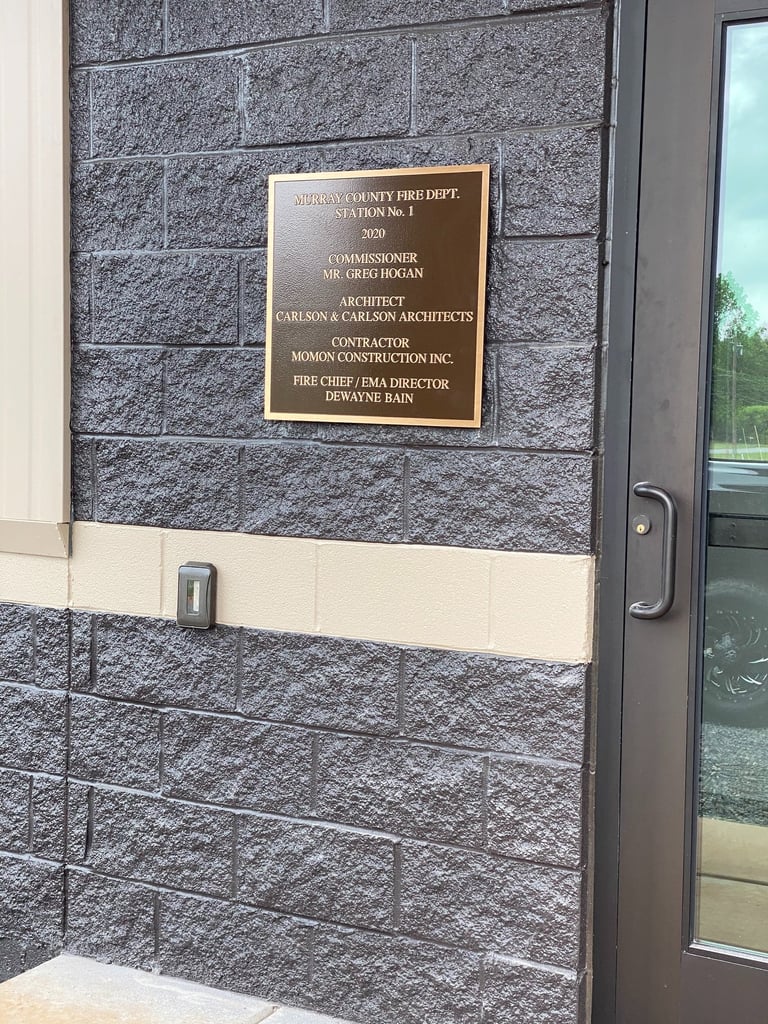 MURRAY COUNTY FIRE DEPT.
STATION No. 1
2020
COMMISSIONER
MR. GREG HOGAN
ARCHITECT
CARLSON & CARLSON ARCHITECTS
CONTRACTOR
MOMON CONSTRUCTION INC.
FIRE CHIEF / EMA DIRECTOR
DEWAYNE BAIN